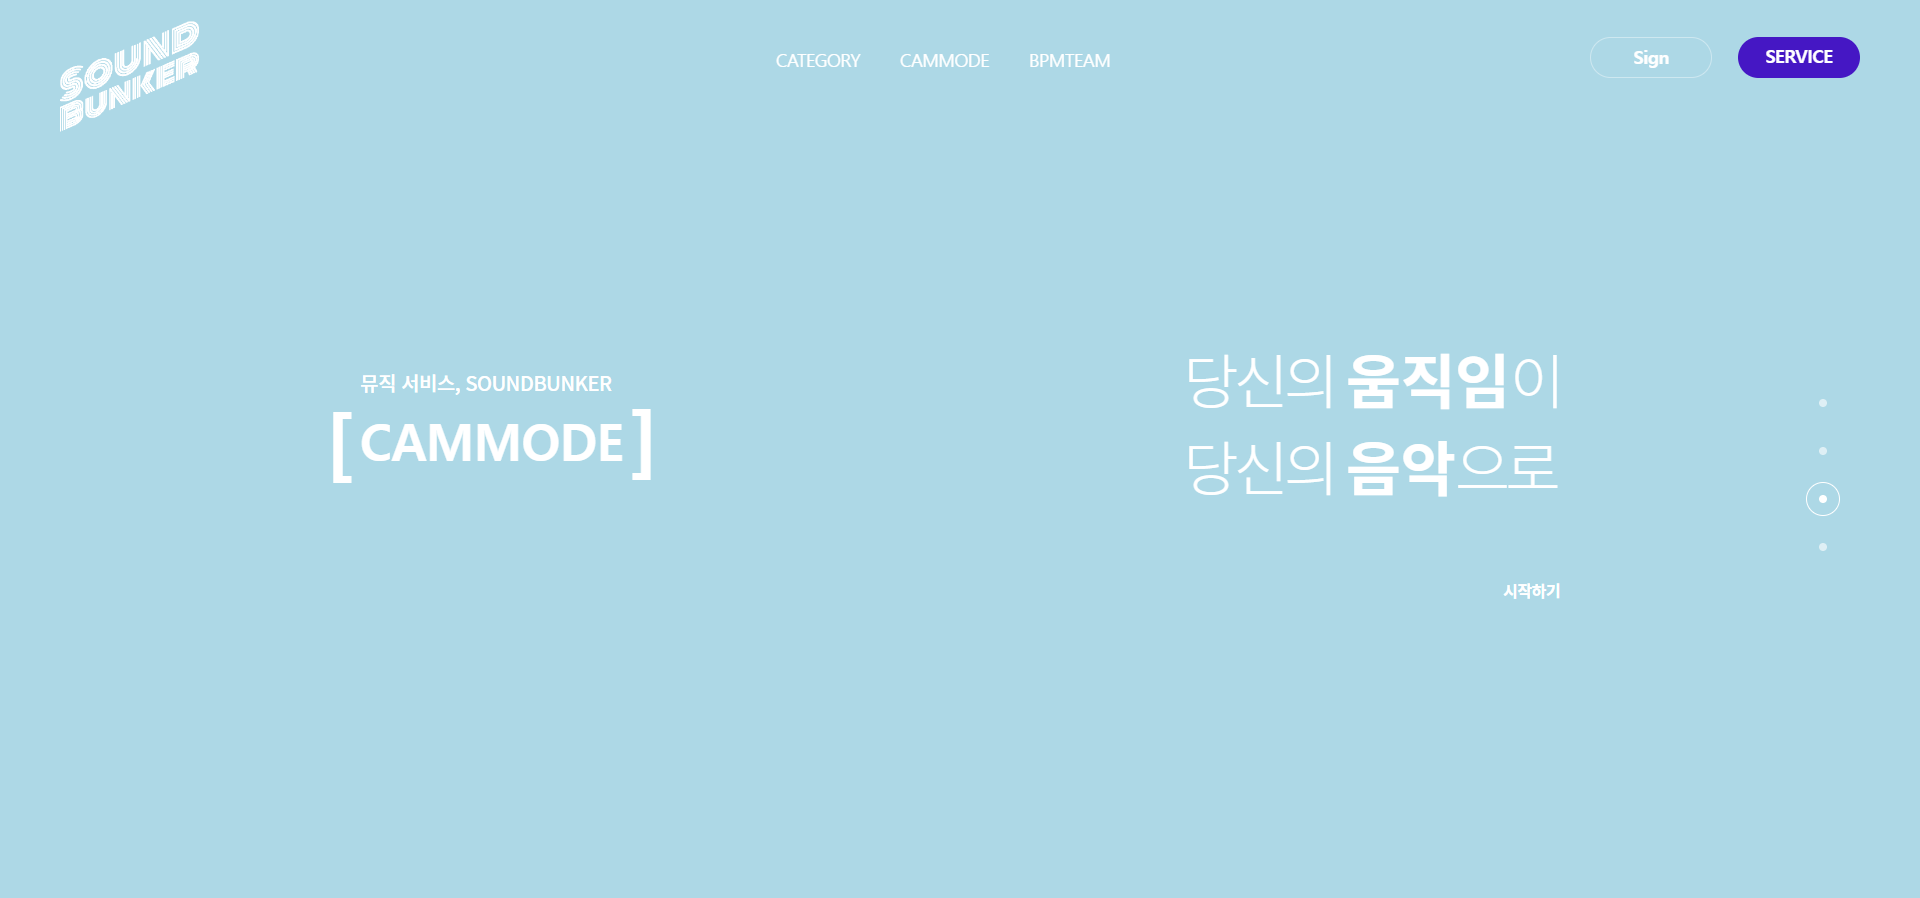 SOUND
BUNKER
CATEGORY CAMMODE BPMTEAM
Sign SERVICE
뮤직 서비스, SOUNDBUNKER
[CAMMODE]
당신의 움직임이
당신의 음악으로
시작하기